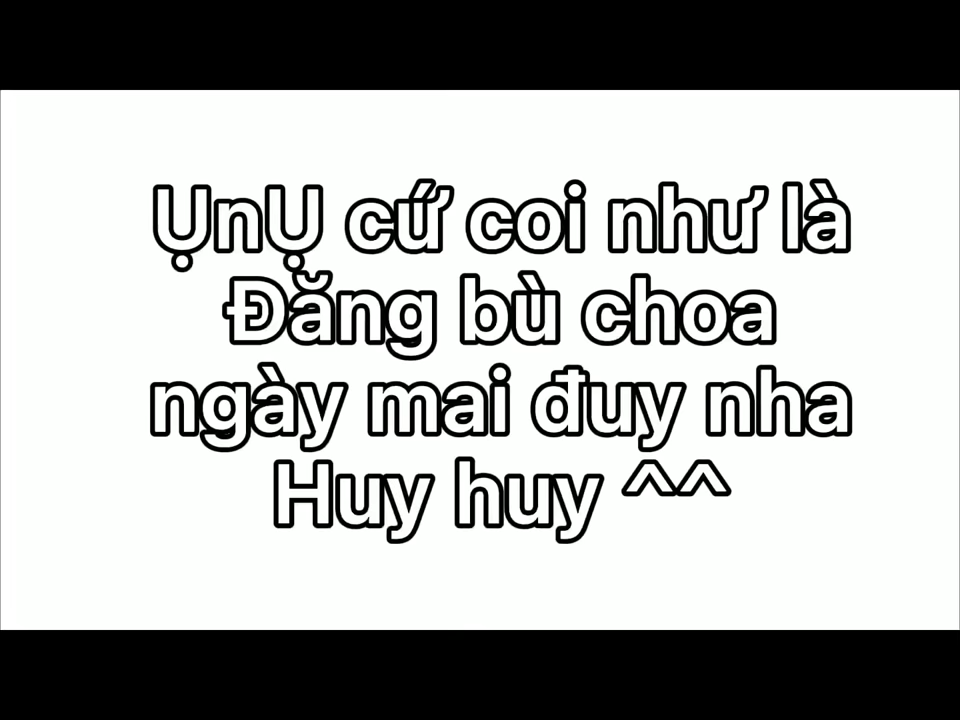 ỤnỤ cứ coi như là
Đăng bù choa
ngày mai đuy nha
Huy huy ^^